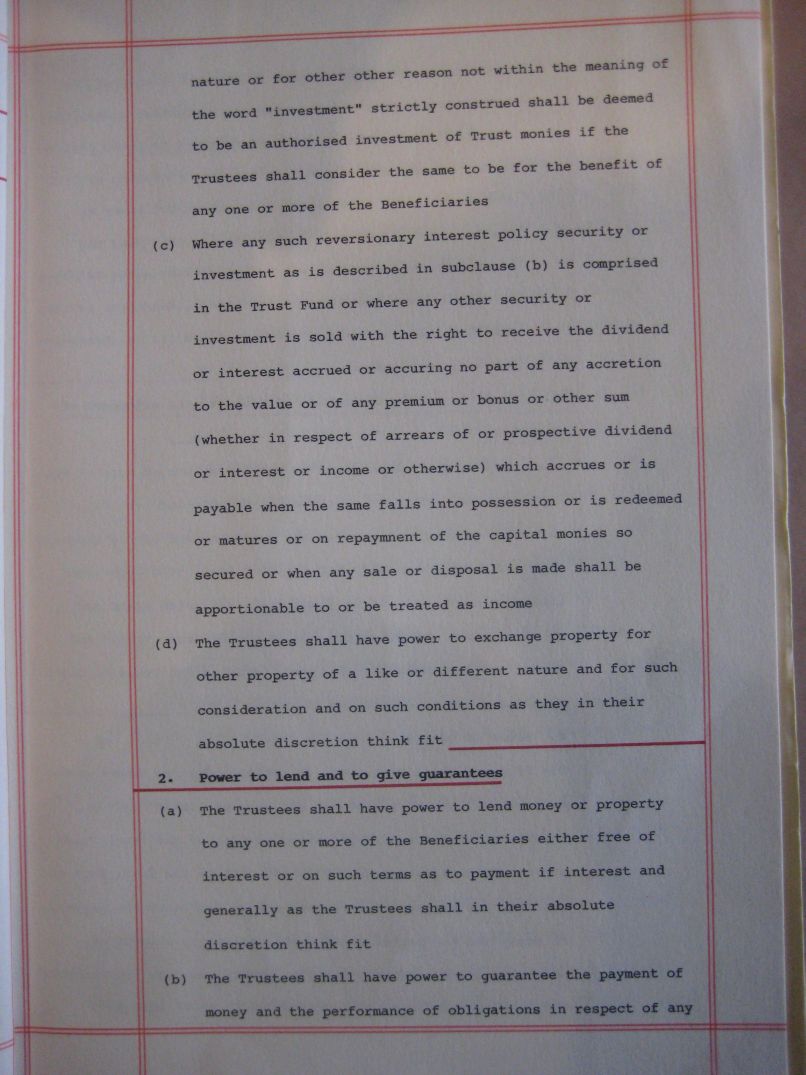 nature or for other other reason not within the meaning of
the word "investment" strictly construed shall be deemed
to be an authorised investment of Trust monies if the
Trustees shall consider the same to be for the benefit of
any one or more of the Beneficiaries
(c) Where any such reversionary interest policy security or
investment as is described in subclause (b) is comprised
in the Trust Fund or where any other security or
investment is sold with the right to receive the dividend
or interest accrued or accuring no part of any accretion
to the value or of any premium or bonus or other sum
(whether in respect of arrears of or prospective dividend
or interest or income or otherwise) which accrues or is
payable when the same falls into possession or is redeemed
or matures or on repaymnent of the capital monies so
secured or when any sale or disposal is made shall be
apportionable to or be treated as income
(d) The Trustees shall have power to exchange property for
other property of a like or different nature and for such
consideration and on such conditions as they in their
absolute discretion think fit
2. Power to lend and to give guarantees
(a) The Trustees shall have power to lend money or property
to any one or more of the Beneficiaries either free of
interest or on such terms as to payment if interest and
generally as the Trustees shall in their absolute
discretion think fit
(b) The Trustees shall have power to guarantee the payment of
money and the performance of obligations in respect of any